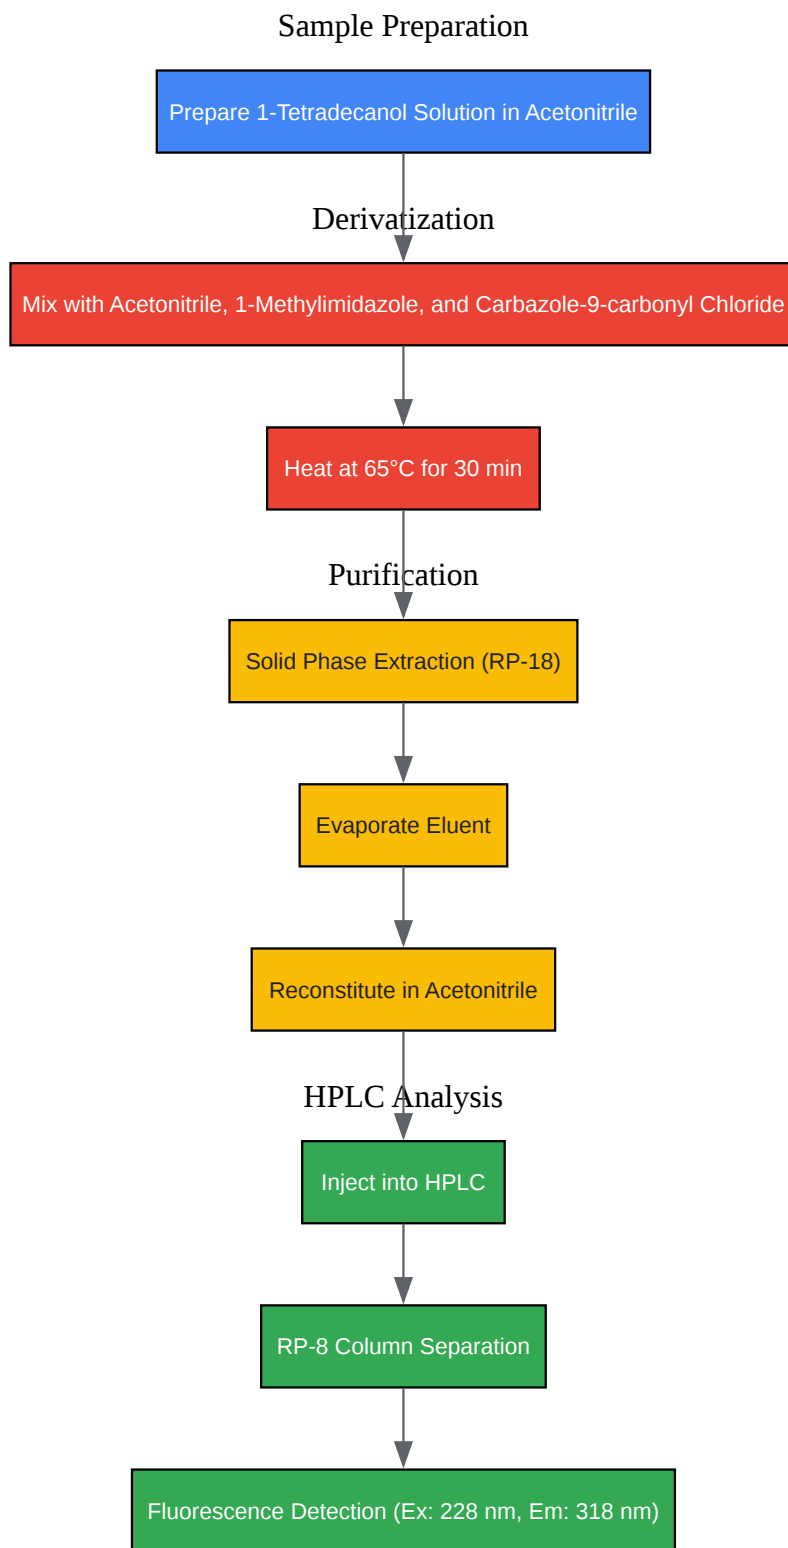 Sample Preparation
Prepare 1-Tetradecanol Solution in Acetonitrile
Derivatization
Mix with Acetonitrile, 1-Methylimidazole, and Carbazole-9-carbonyl Chloride
Heat at 65°C for 30 min
Purification
Solid Phase Extraction (RP-18)
Evaporate Eluent
Reconstitute in Acetonitrile
HPLC Analysis
Inject into HPLC
RP-8 Column Separation
Fluorescence Detection (Ex: 228 nm, Em: 318 nm)